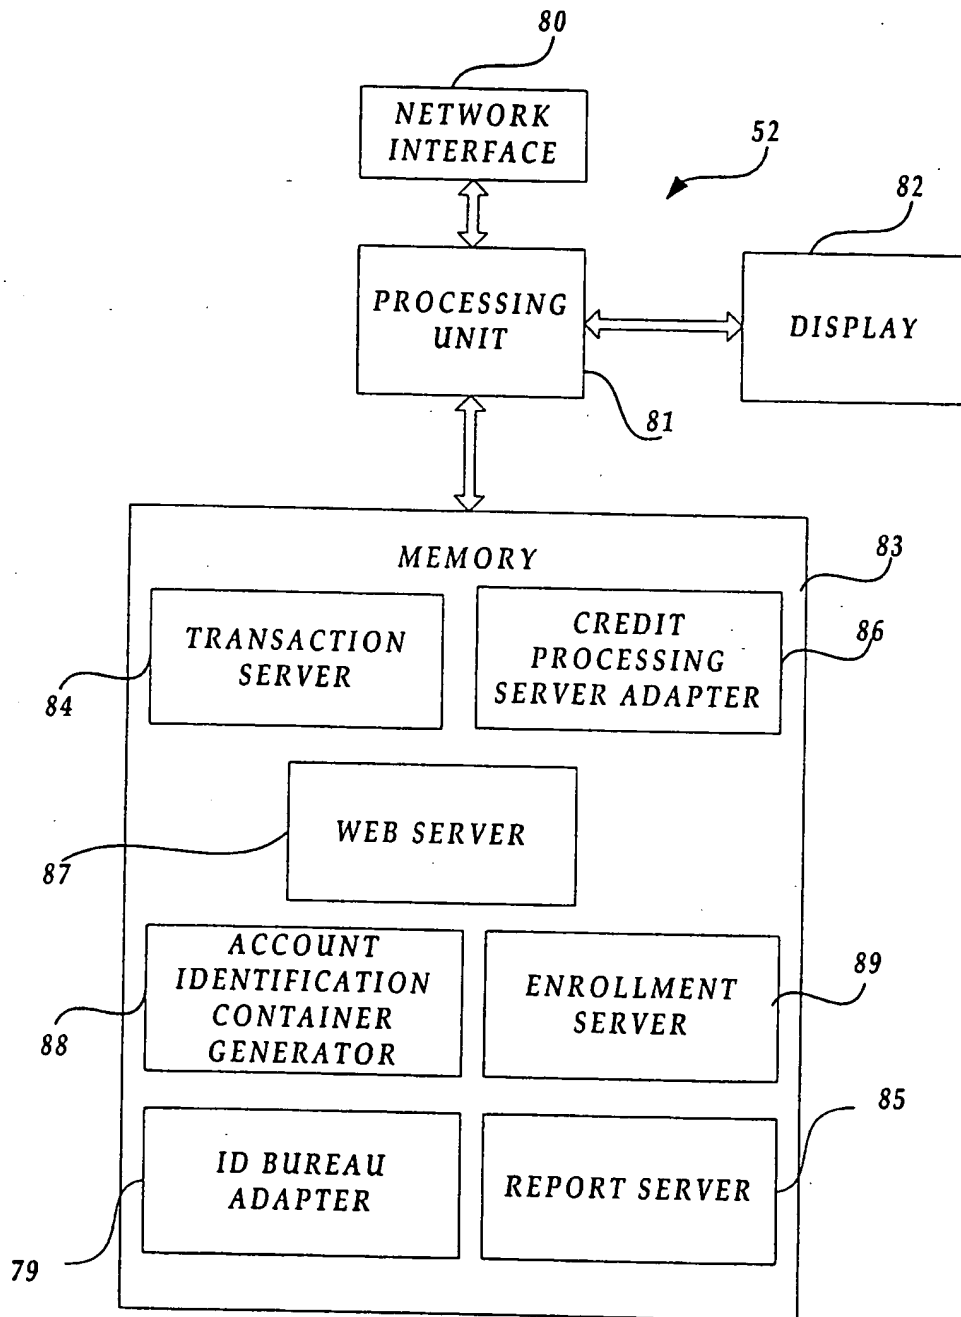 80
NETWORK
INTERFACE
52
82
PROCESSING
UNIT
DISPLAY
81
MEMORY
83
TRANSACTION
SERVER
84
CREDIT
PROCESSING
SERVER ADAPTER
86
WEB SERVER
87
ACCOUNT
IDENTIFICATION
CONTAINER
GENERATOR
88
ENROLLMENT
SERVER
89
ID BUREAU
ADAPTER
79
REPORT SERVER
85